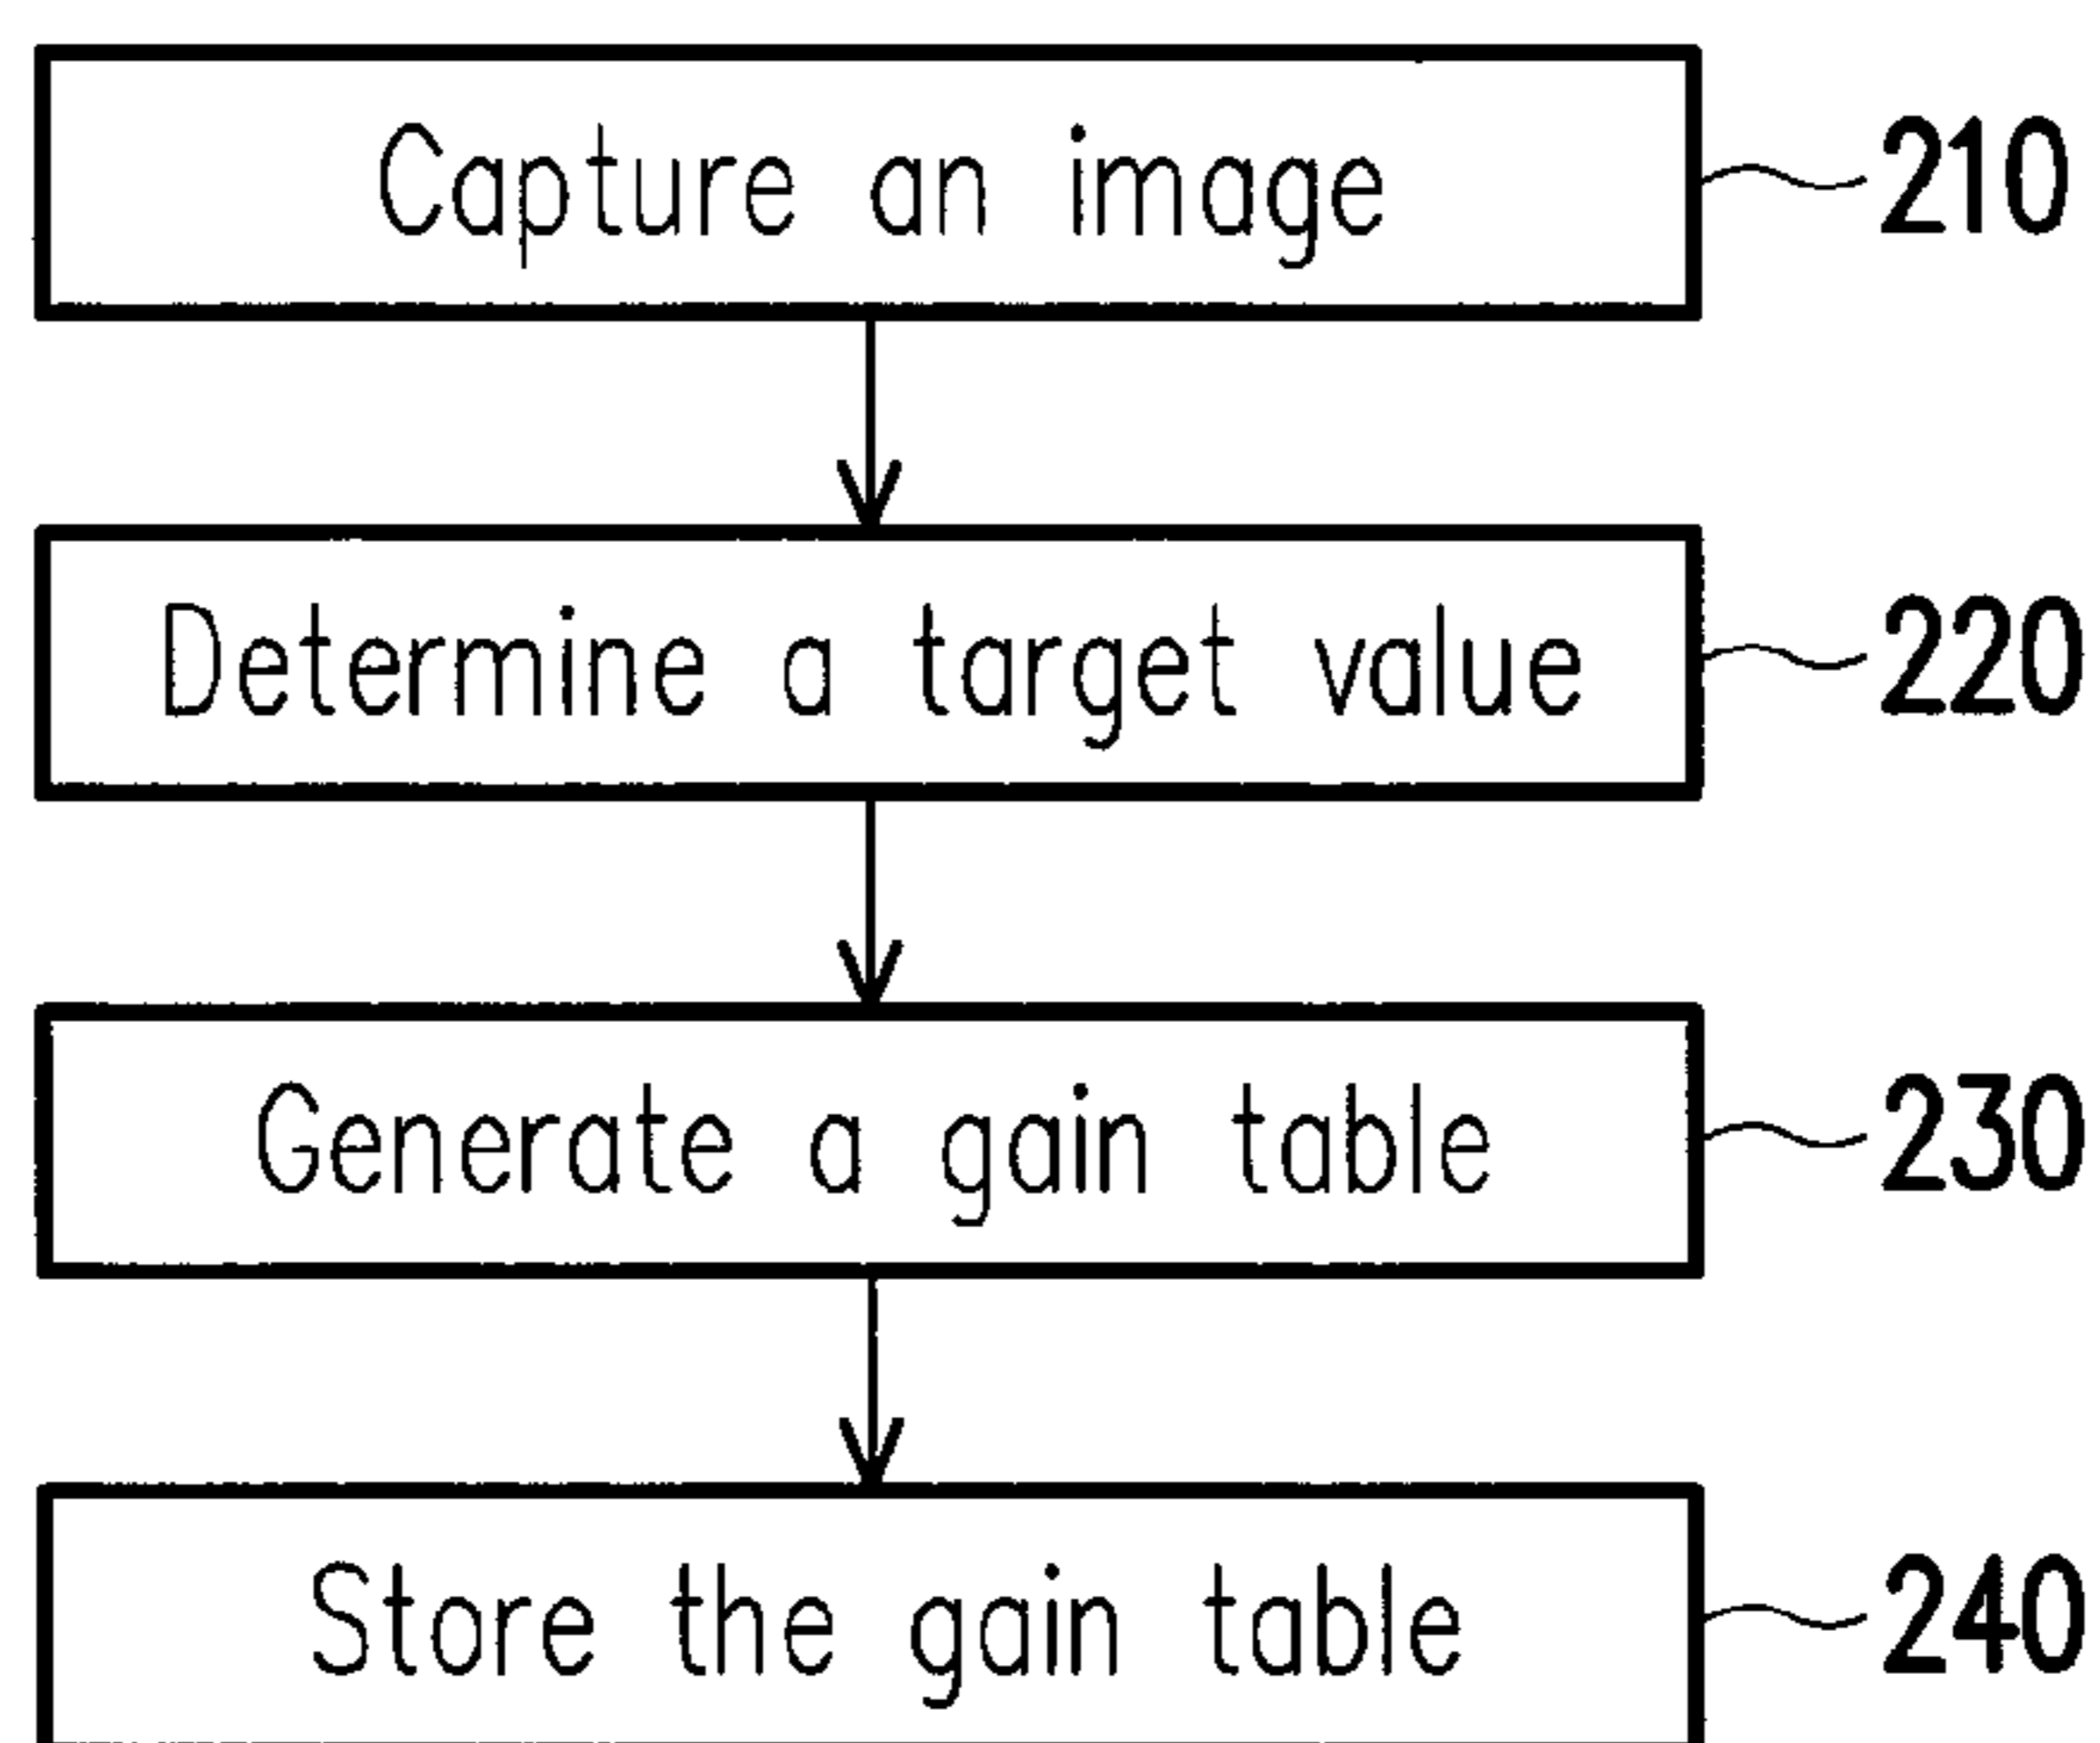 Capture an image 210
Determine a target value 220
Generate a gain table 230
Store the gain table 240